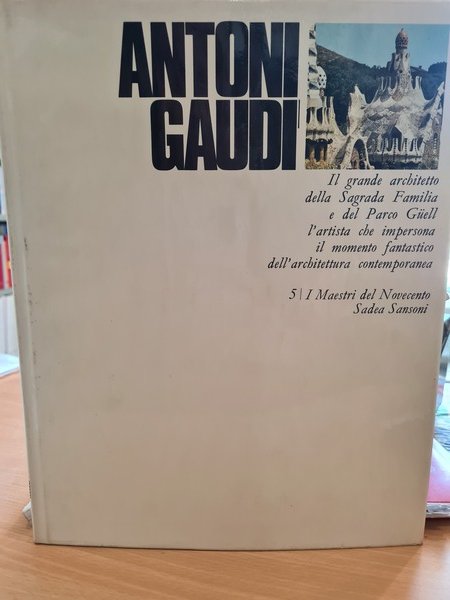 ANTONI
GAUDI'
Il grande architetto
della Sagrada Familia
e del Parco Güell
l'artista che impersona
il momento fantastico
dell'architettura contemporanea
5 | I Maestri del Novecento
Sadea Sansoni